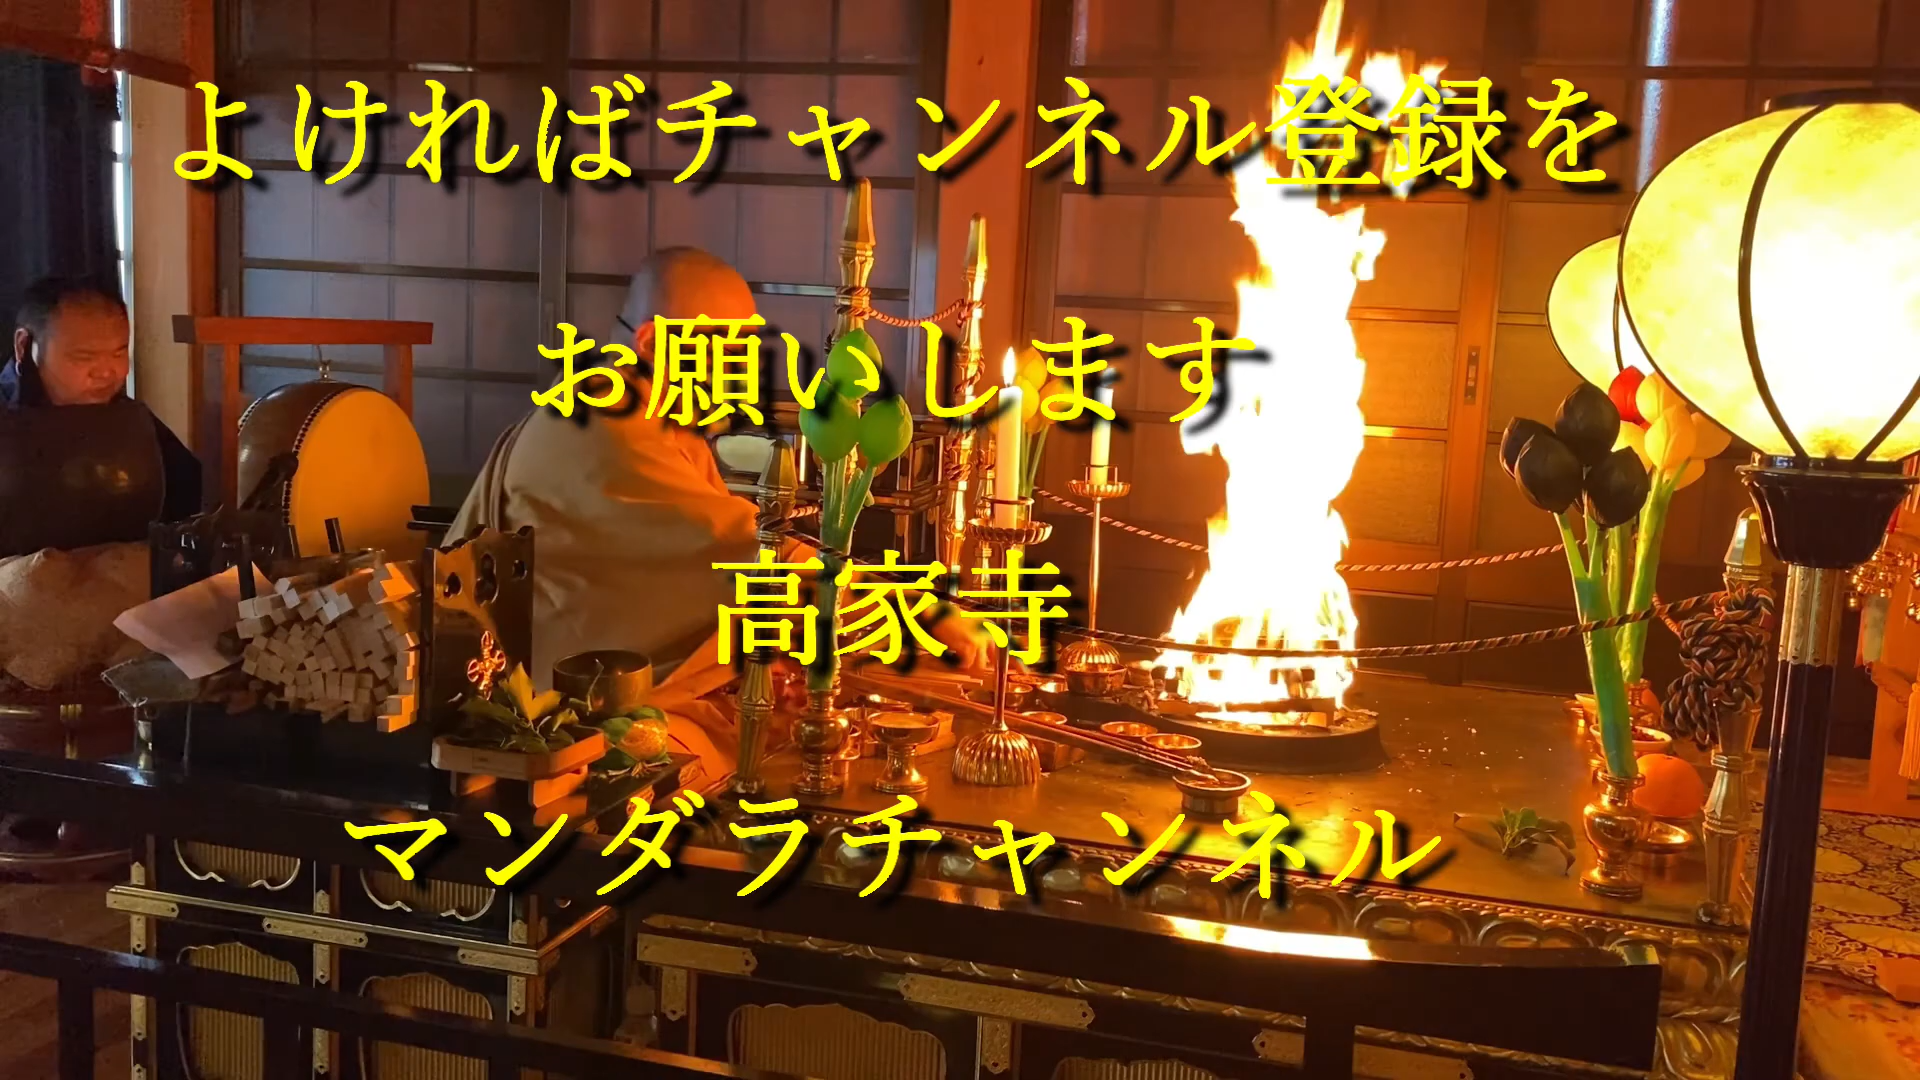 よければチャンネル登録を
お願いします
高家寺
マンダラチャンネル